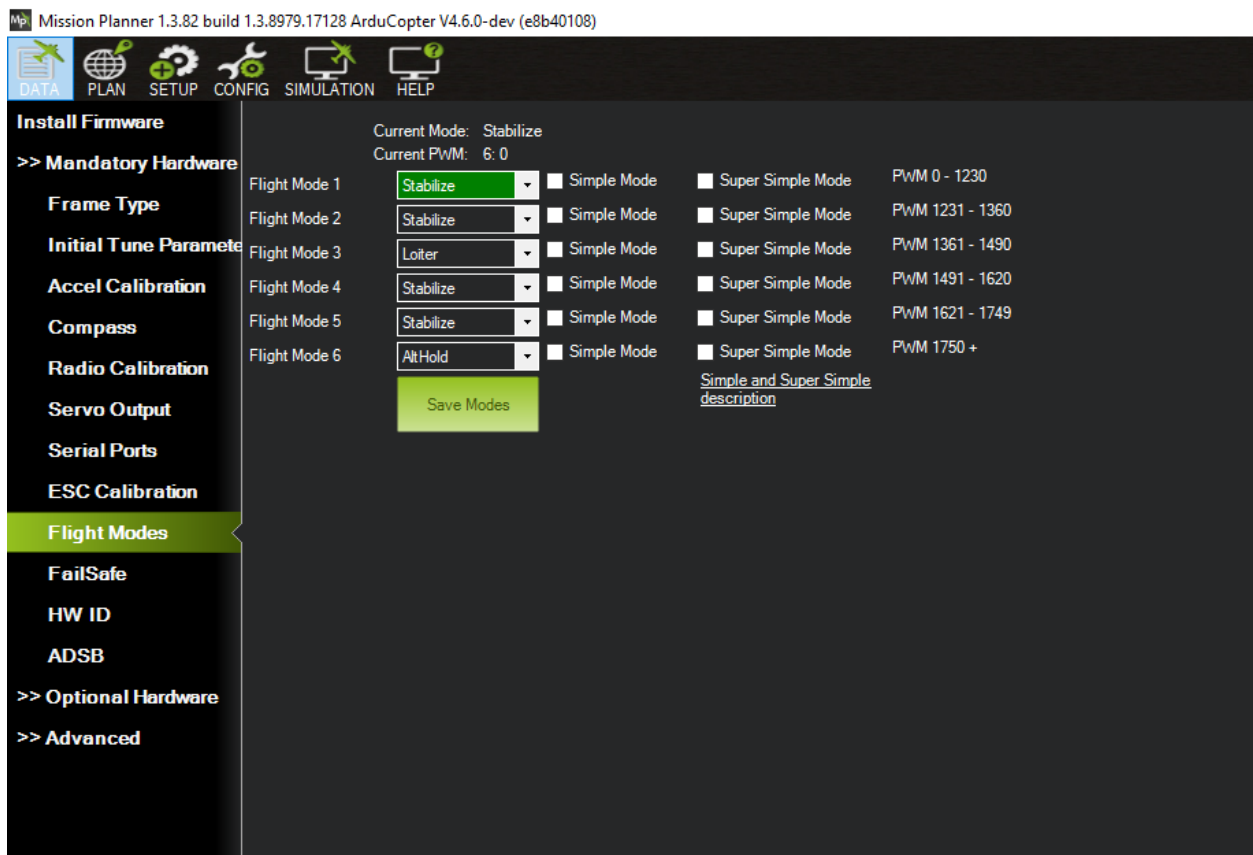 Mission Planner 1.3.82 build 1.3.8979.17128 ArduCopter V4.6.0-dev (e8b40108)
DATA PLAN SETUP CONFIG SIMULATION HELP
Install Firmware
>> Mandatory Hardware
Frame Type
Initial Tune Paramete
Accel Calibration
Compass
Radio Calibration
Servo Output
Serial Ports
ESC Calibration
Flight Modes
FailSafe
HW ID
ADSB
>> Optional Hardware
>> Advanced
Current Mode: Stabilize
Current PWM: 6: 0
Flight Mode 1 Stabilize Simple Mode Super Simple Mode PWM 0 - 1230
Flight Mode 2 Stabilize Simple Mode Super Simple Mode PWM 1231 - 1360
Flight Mode 3 Loiter Simple Mode Super Simple Mode PWM 1361 - 1490
Flight Mode 4 Stabilize Simple Mode Super Simple Mode PWM 1491 - 1620
Flight Mode 5 Stabilize Simple Mode Super Simple Mode PWM 1621 - 1749
Flight Mode 6 AltHold Simple Mode Super Simple Mode PWM 1750 +
Simple and Super Simple
description
Save Modes